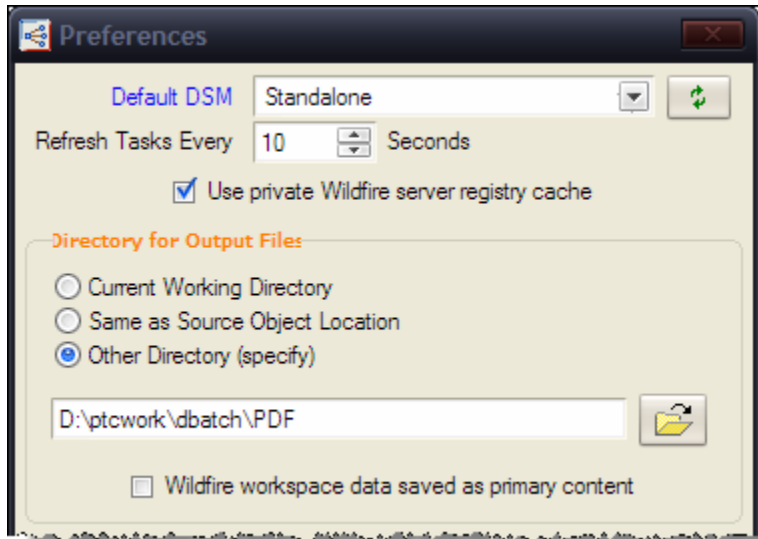 Preferences
Default DSM Standalone
Refresh Tasks Every 10 Seconds
Use private Wildfire server registry cache
Directory for Output Files
Current Working Directory
Same as Source Object Location
Other Directory (specify)
D:\ptcwork\dbatch\PDF
Wildfire workspace data saved as primary content